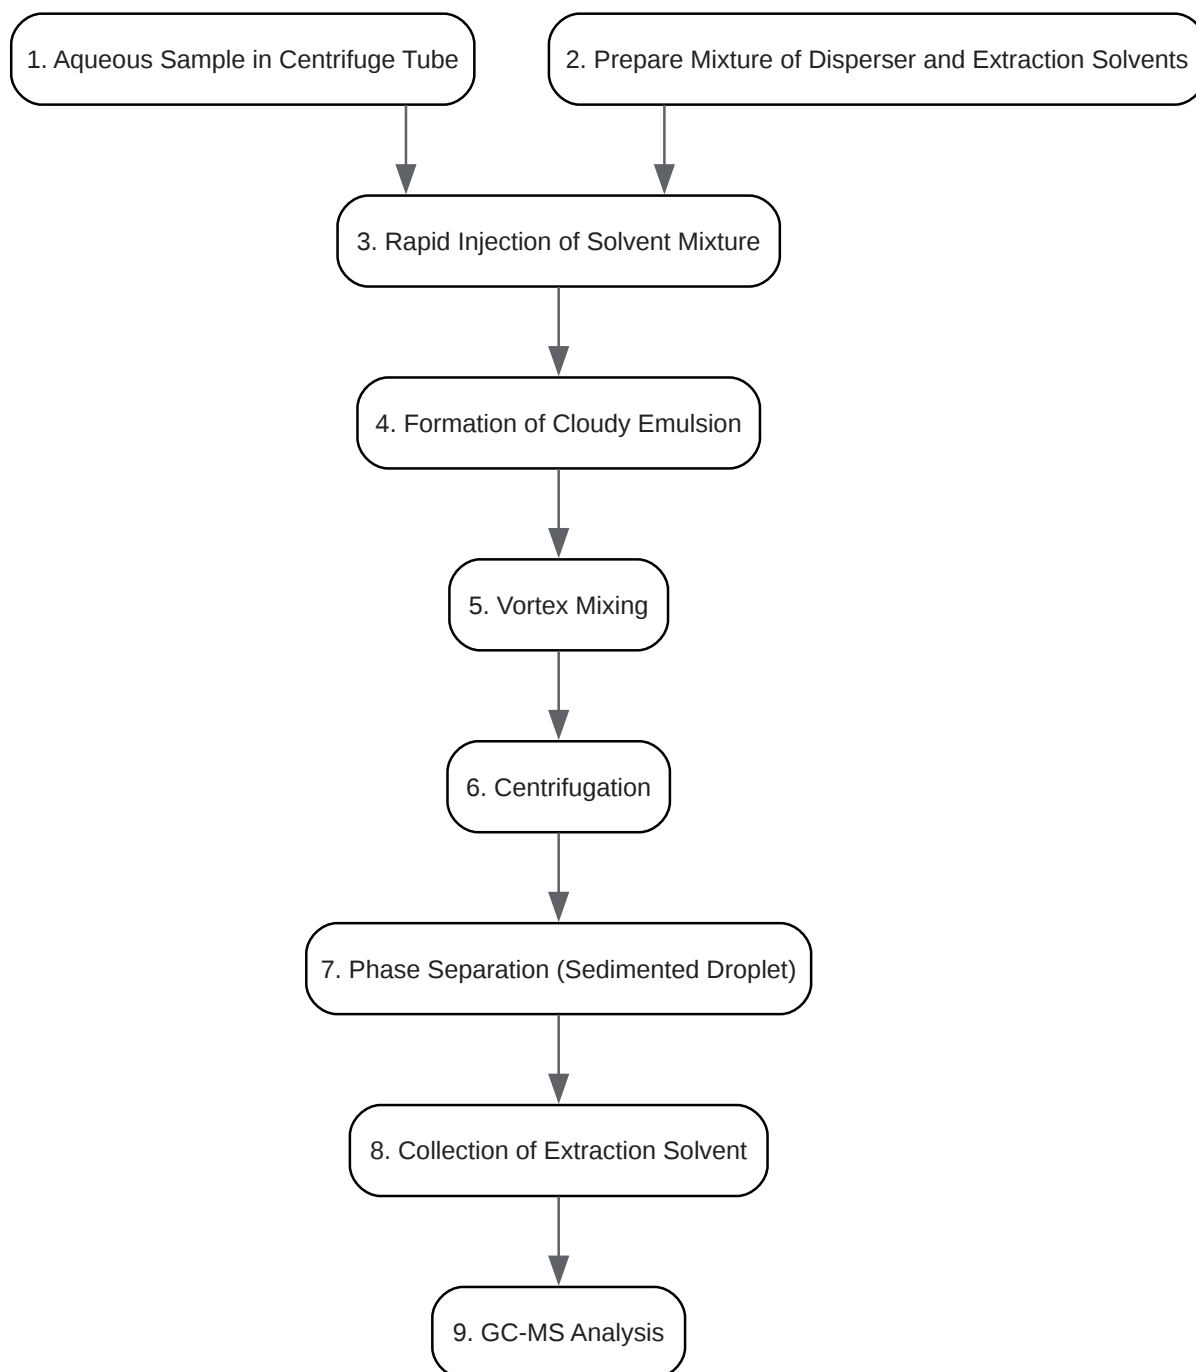 1. Aqueous Sample in Centrifuge Tube
2. Prepare Mixture of Disperser and Extraction Solvents
3. Rapid Injection of Solvent Mixture
4. Formation of Cloudy Emulsion
5. Vortex Mixing
6. Centrifugation
7. Phase Separation (Sedimented Droplet)
8. Collection of Extraction Solvent
9. GC-MS Analysis